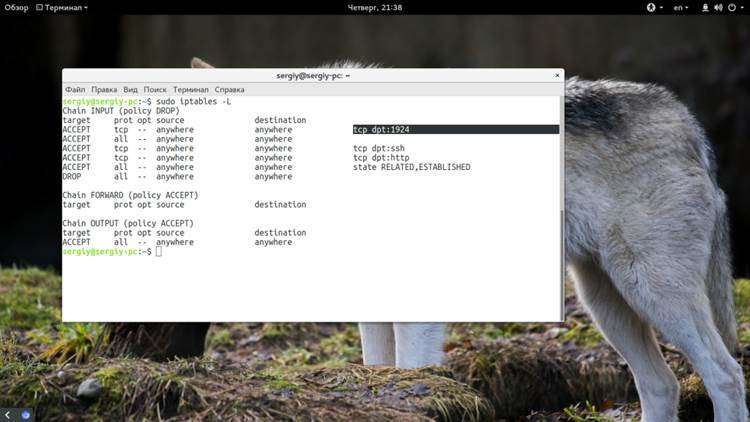 Обзор Терминал Четверг, 21:38 en
sergiy@sergiy-pc: ~ ×
Файл Правка Вид Поиск Терминал Справка
sergiy@sergiy-pc:~$ sudo iptables -L
Chain INPUT (policy DROP)
target prot opt source destination
ACCEPT tcp -- anywhere anywhere tcp dpt:1924
ACCEPT all -- anywhere anywhere
ACCEPT tcp -- anywhere anywhere tcp dpt:ssh
ACCEPT tcp -- anywhere anywhere tcp dpt:http
ACCEPT all -- anywhere anywhere state RELATED,ESTABLISHED
DROP all -- anywhere anywhere
Chain FORWARD (policy ACCEPT)
target prot opt source destination
Chain OUTPUT (policy ACCEPT)
target prot opt source destination
ACCEPT all -- anywhere anywhere
sergiy@sergiy-pc:~$